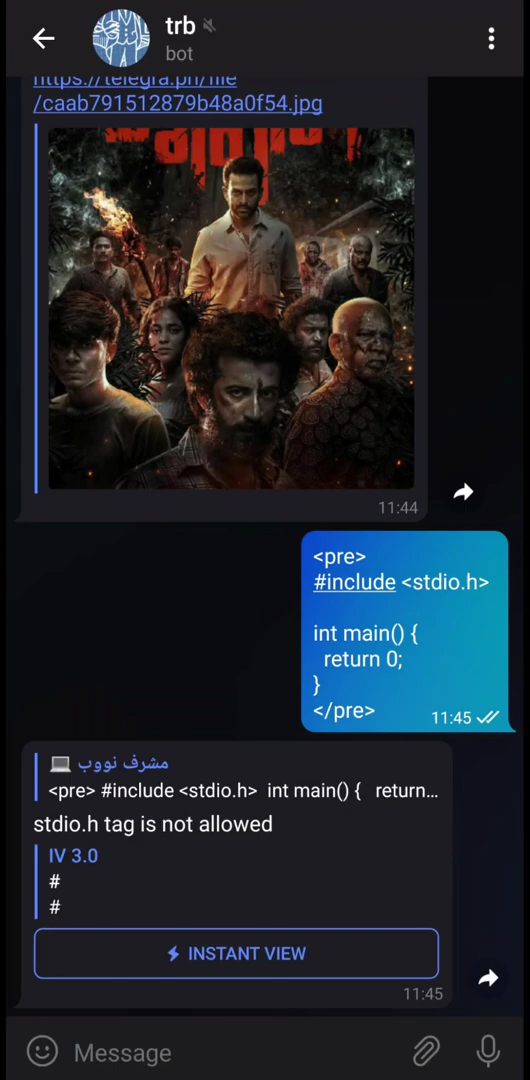 trb
bot
https://telegra.ph/file
/caab791512879b48a0f54.jpg
11:44
<pre>
#include <stdio.h>
int main() {
return 0;
}
</pre>
11:45
مشرف نووب
<pre> #include <stdio.h> int main() { return...
stdio.h tag is not allowed
IV 3.0
#
#
INSTANT VIEW
11:45
Message